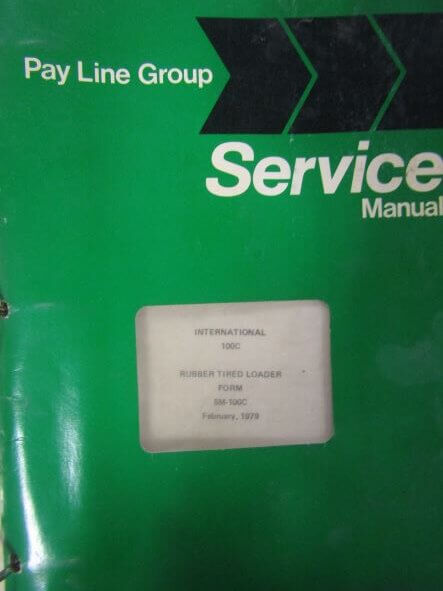 Pay Line Group
Service
Manual
INTERNATIONAL
100C
RUBBER TIRED LOADER
FORM
SM-100C
February, 1979